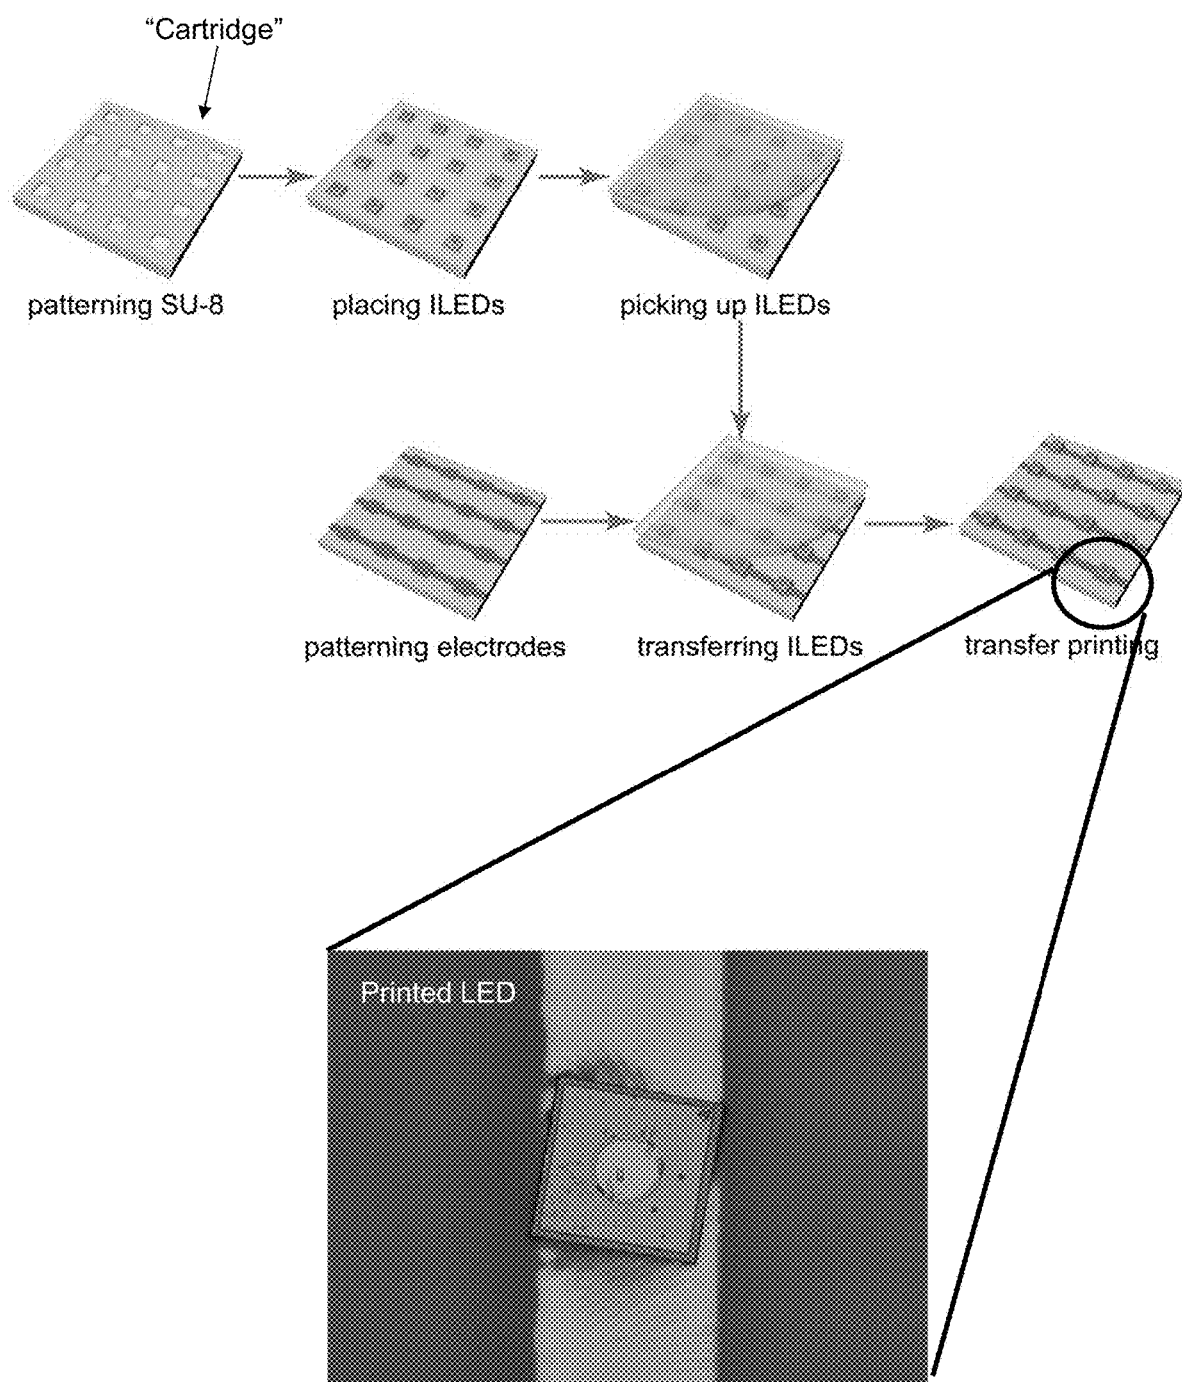 “Cartridge”
patterning SU-8
placing ILEDs
picking up ILEDs
patterning electrodes
transferring ILEDs
transfer printing
Printed LED